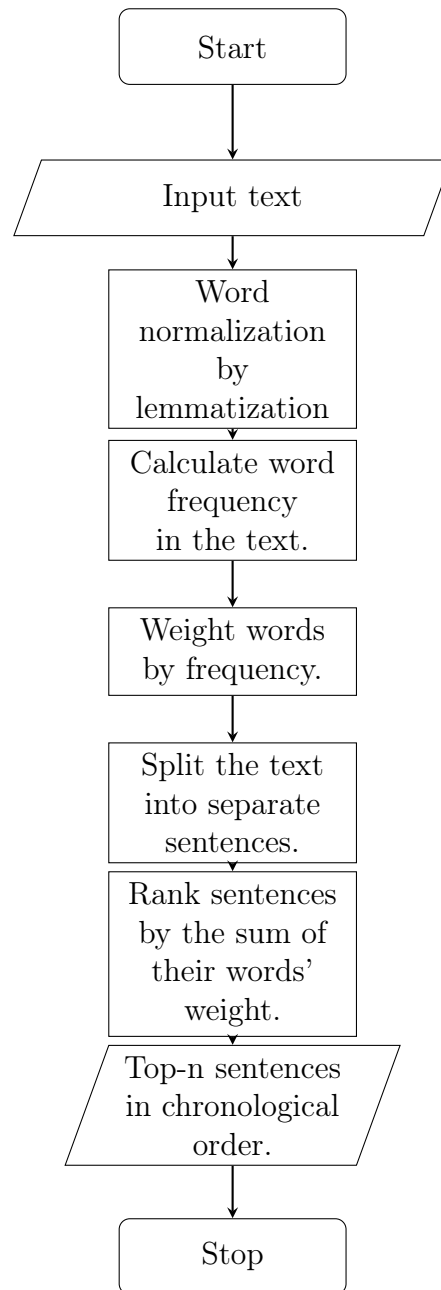 Start
Input text
Word
normalization
by
lemmatization
Calculate word
frequency
in the text.
Weight words
by frequency.
Split the text
into separate
sentences.
Rank sentences
by the sum of
their words’
weight.
Top-n sentences
in chronological
order.
Stop